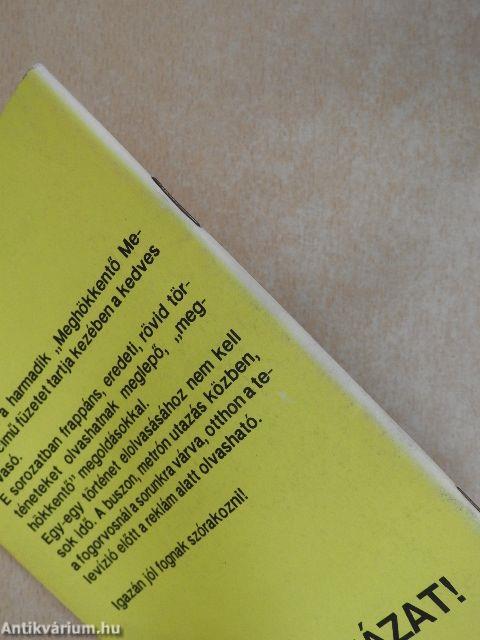 a harmadik „Meghökkentő Me-
című füzetet tartja kezében a kedves
vasó.
E sorozatban frappáns, eredeti, rövid tör-
téneteket olvashatnak meglepő, „meg-
hökkentő" megoldásokkal.
Egy-egy történet elolvasásához nem kell
sok idő. A buszon, metrón utazás közben,
a fogorvosnál a sorunkra várva, otthon a te-
levízió előtt a reklám alatt olvasható.
Igazán jól fognak szórakozni!
ÁZAT!
Antikvárium.hu